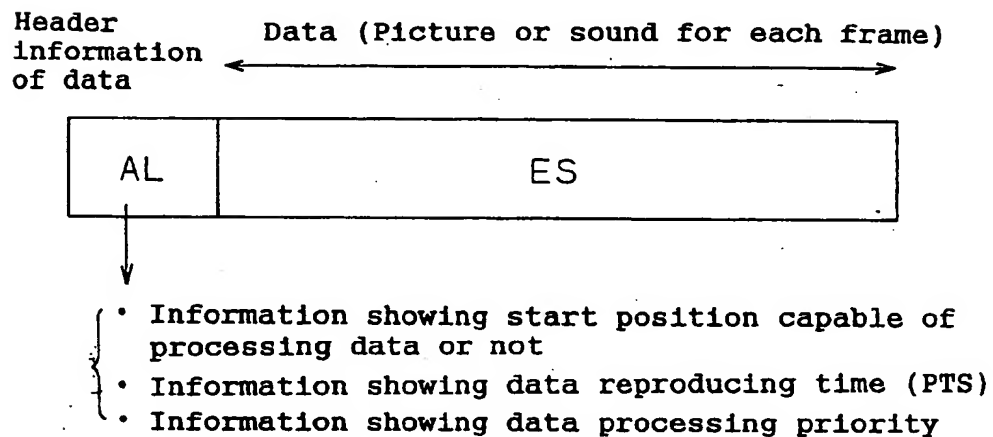 Header
information
of data
Data (Picture or sound for each frame)
AL
ES
• Information showing start position capable of
processing data or not
• Information showing data reproducing time (PTS)
• Information showing data processing priority